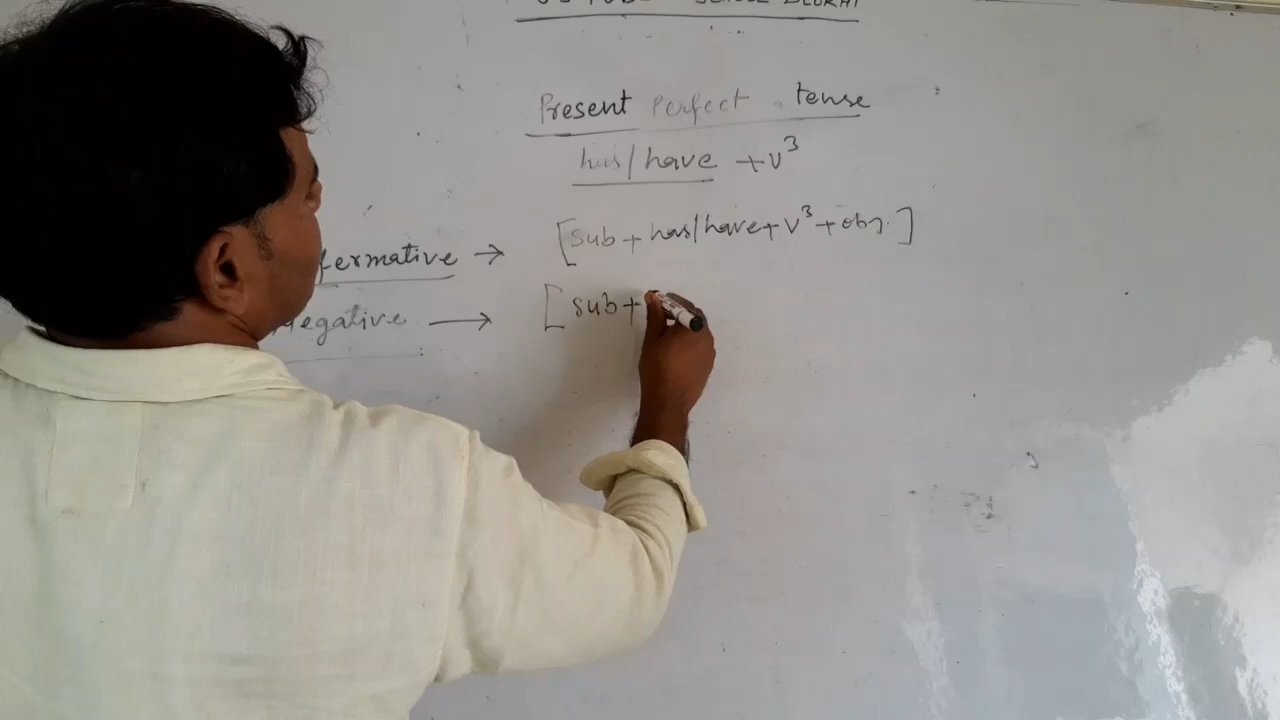 Present Perfect tense
has/have + V³
fermative → [sub + has/have + V³ + obj.]
egative → [sub +